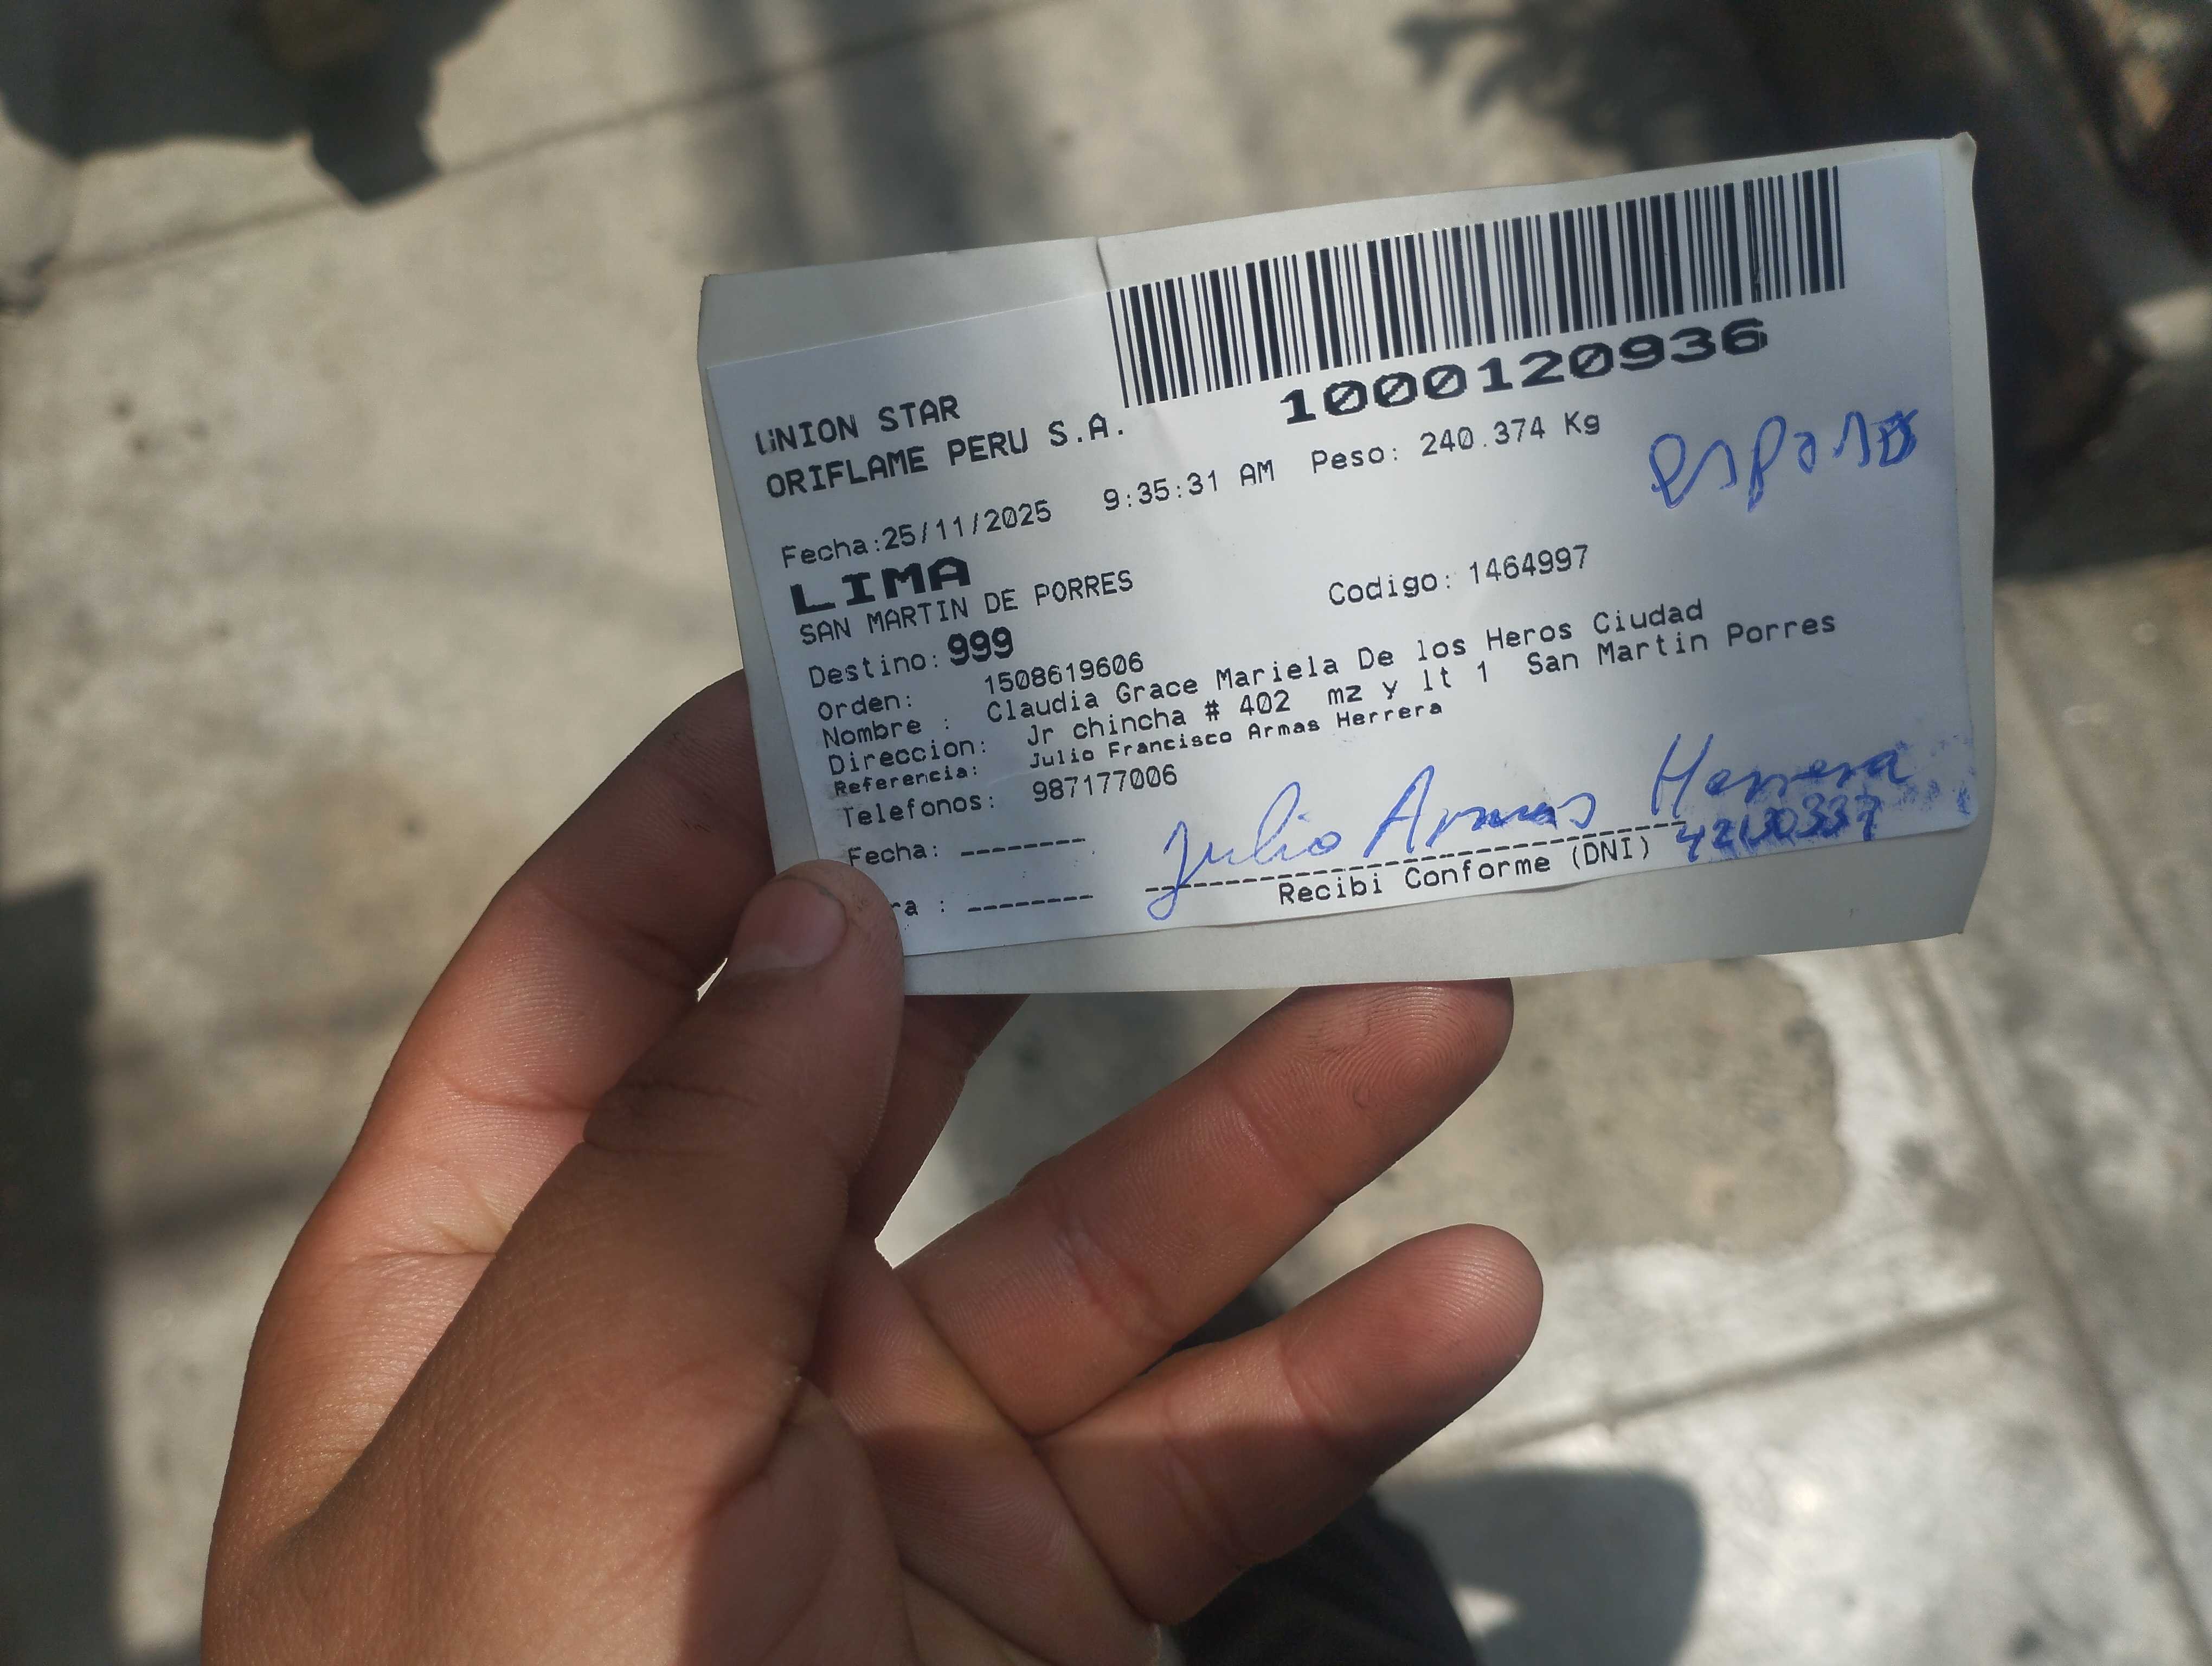 1000120936
UNION STAR
ORIFLAME PERU S.A.
Fecha:25/11/2025 9:35:31 AM Peso: 240.374 Kg
esposo
LIMA
SAN MARTIN DE PORRES
Codigo: 1464997
Destino: 999
Orden: 1508619606
Nombre : Claudia Grace Mariela De los Heros Ciudad
Direccion: Jr chincha # 402 mz y lt 1 San Martin Porres
Referencia: Julio Francisco Armas Herrera
Telefonos: 987177006
Fecha: --------
Julio Armas Herrera
ra : --------
Recibi Conforme (DNI)